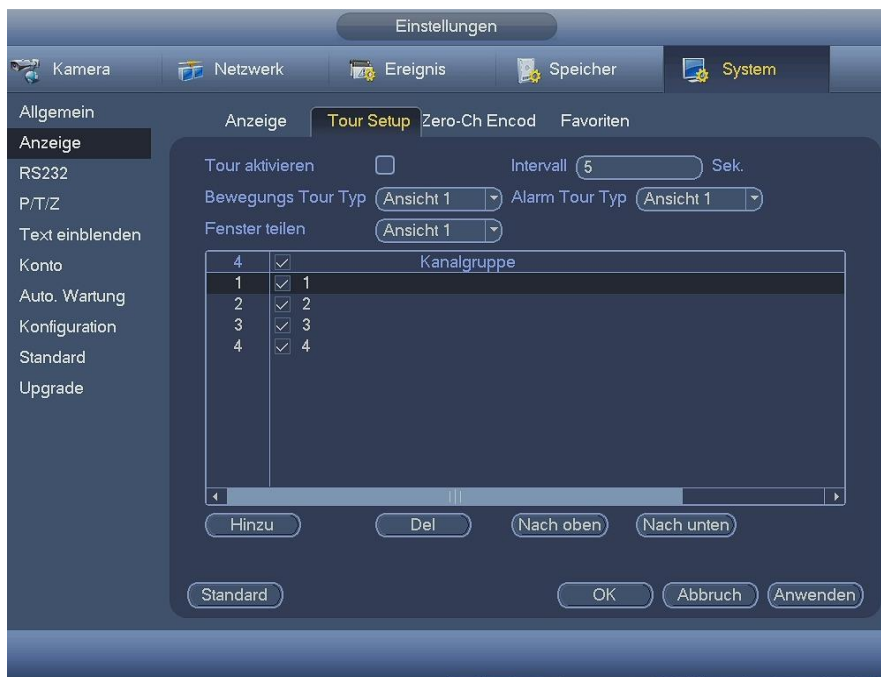 Einstellungen
Kamera Netzwerk Ereignis Speicher System
Allgemein
Anzeige
RS232
P/T/Z
Text einblenden
Konto
Auto. Wartung
Konfiguration
Standard
Upgrade
Anzeige Tour Setup Zero-Ch Encod Favoriten
Tour aktivieren Intervall 5 Sek.
Bewegungs Tour Typ Ansicht 1 Alarm Tour Typ Ansicht 1
Fenster teilen Ansicht 1
4 Kanalgruppe
1 1
2 2
3 3
4 4
Hinzu Del Nach oben Nach unten
Standard OK Abbruch Anwenden